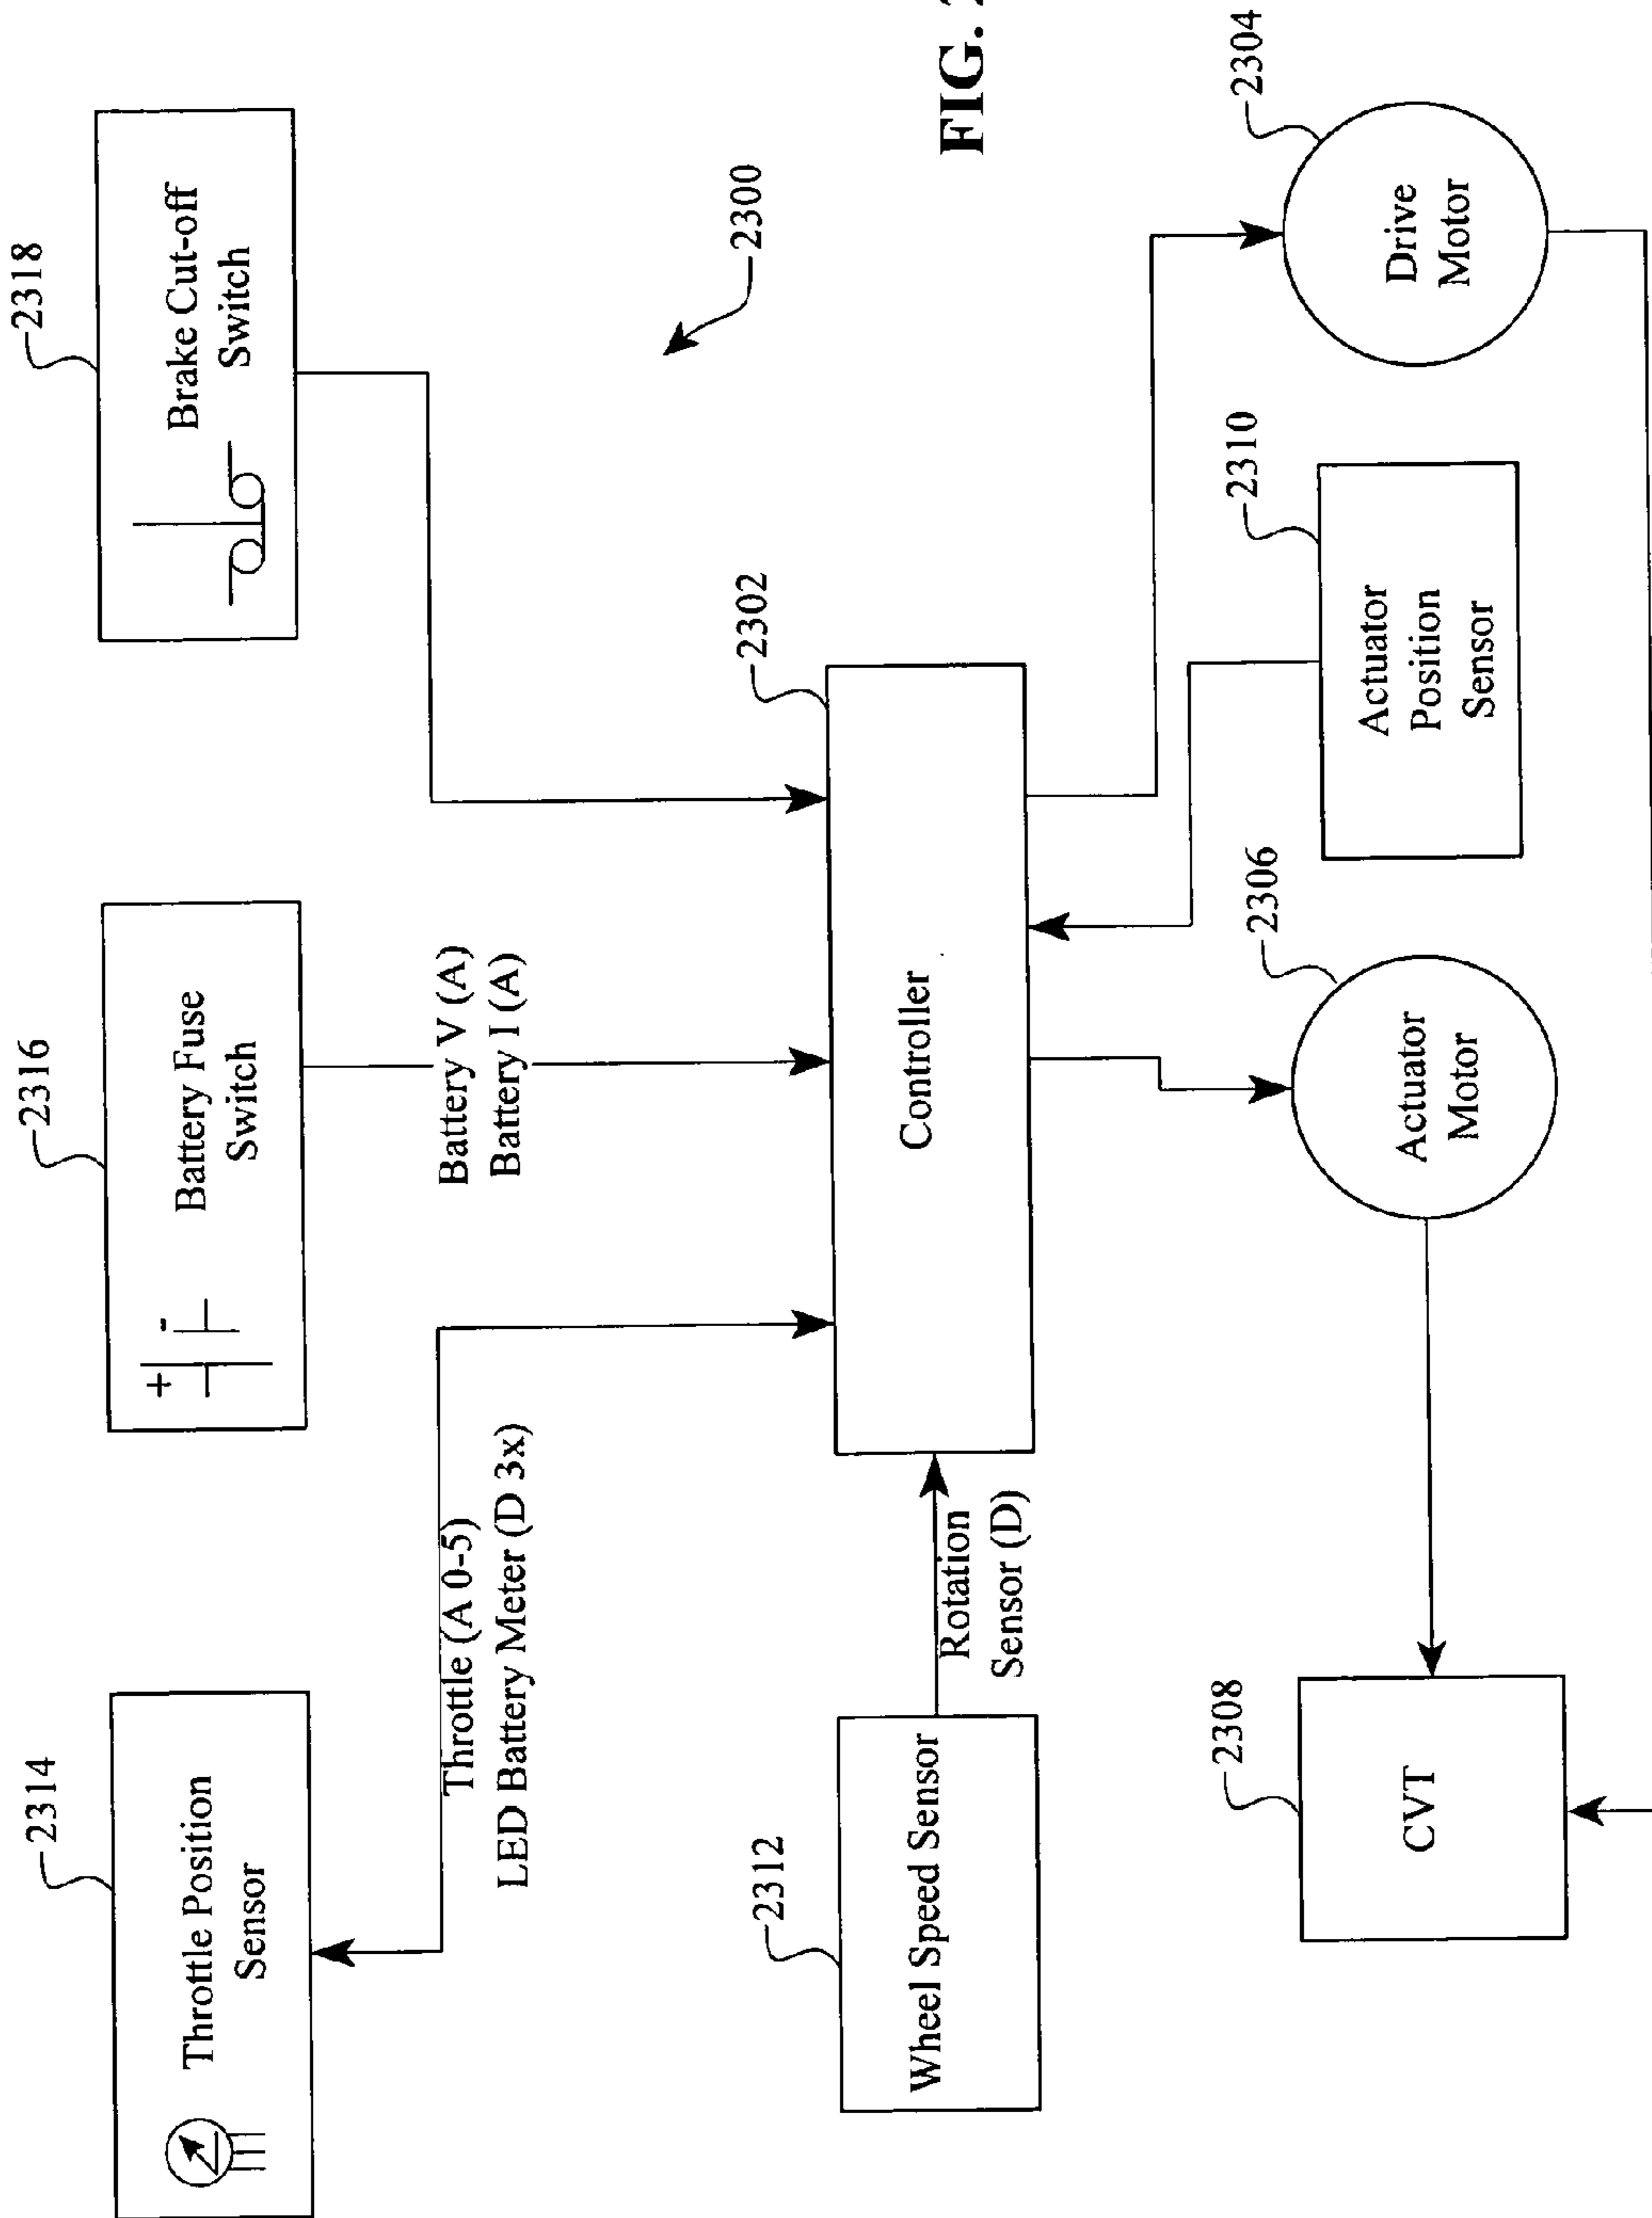 2314
Throttle Position
Sensor
2316
+ -
Battery Fuse
Switch
2318
Brake Cut-off
Switch
Throttle (A 0-5)
LED Battery Meter (D 3x)
Battery V (A)
Battery I (A)
2300
2312
Wheel Speed Sensor
Rotation
Sensor (D)
2302
Controller
FIG.
2308
CVT
2306
Actuator
Motor
2310
Actuator
Position
Sensor
2304
Drive
Motor